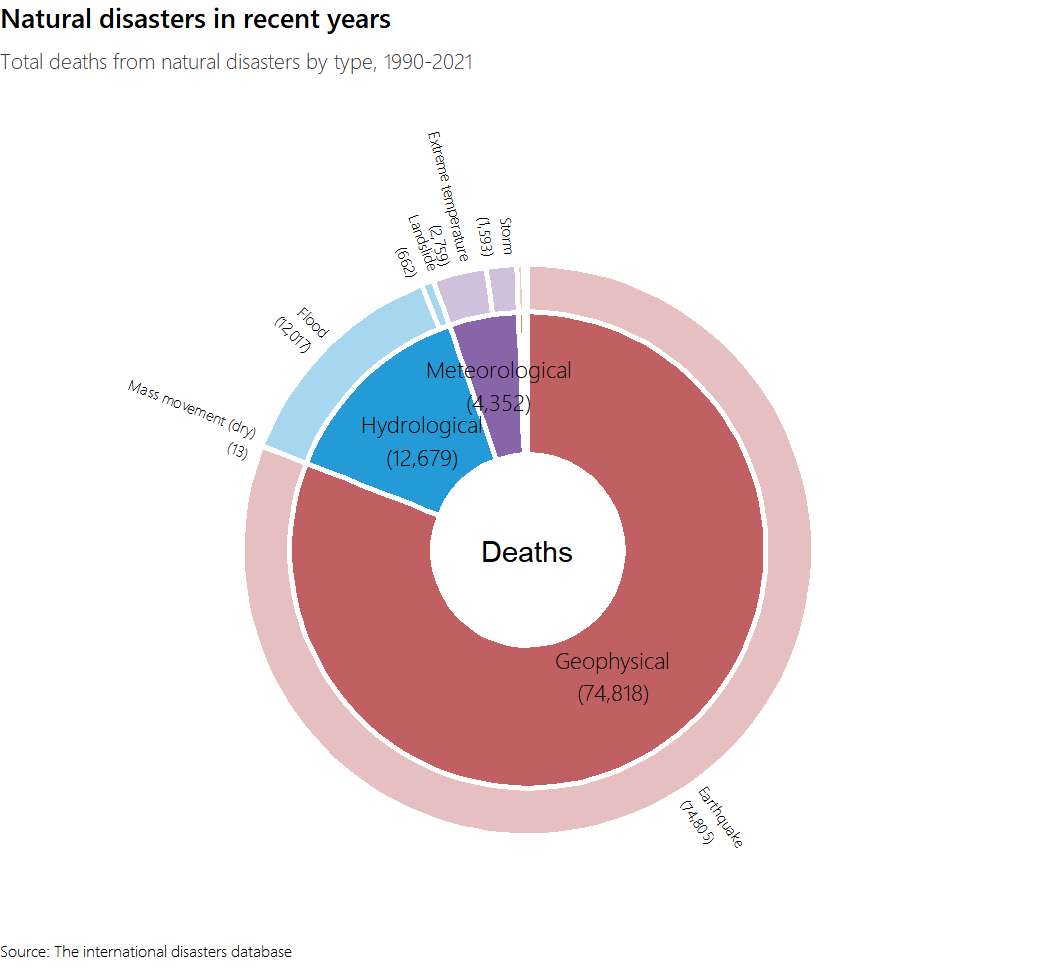 Natural disasters in recent years
Total deaths from natural disasters by type, 1990-2021
Extreme temperature
(2,759)
Storm
(1,593)
Landslide
(662)
Flood
(12,017)
Mass movement (dry)
(13)
Meteorological
(4,352)
Hydrological
(12,679)
Deaths
Geophysical
(74,818)
Earthquake
(74,805)
Source: The international disasters database